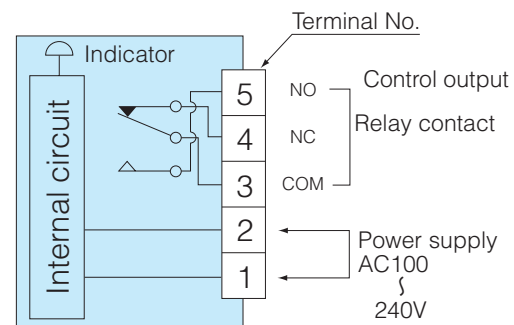 Terminal No.
Indicator
Internal circuit
5 NO
4 NC
3 COM
2
1
Control output
Relay contact
Power supply
AC100
~
240V